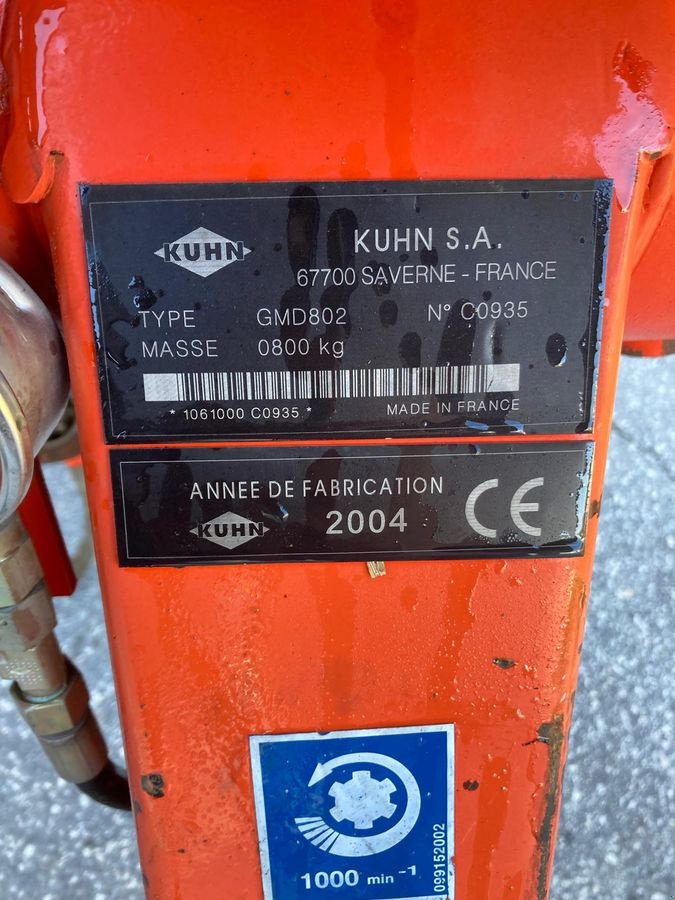 KUHN
KUHN S.A.
67700 SAVERNE - FRANCE
TYPE GMD802 N° C0935
MASSE 0800 kg
* 1061000 C0935 * MADE IN FRANCE
ANNEE DE FABRICATION
KUHN 2004 CE
1000 min -1
099152002